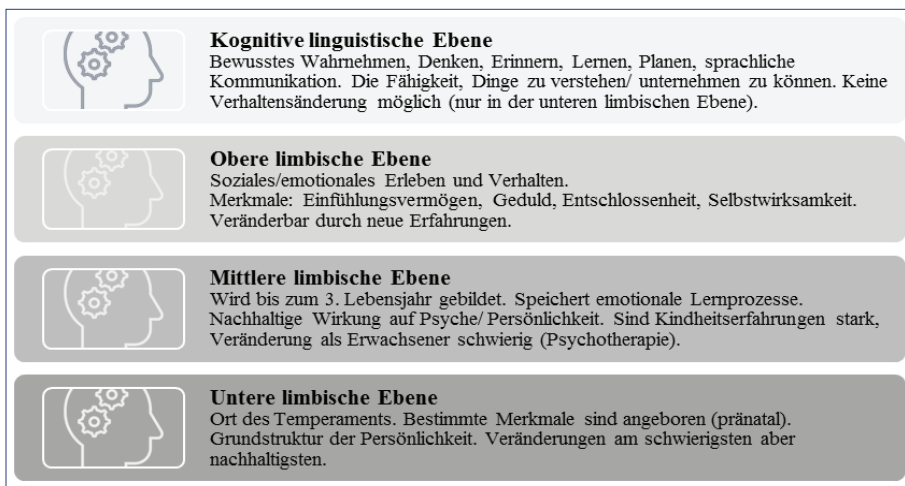 Kognitive linguistische Ebene
Bewusstes Wahrnehmen, Denken, Erinnern, Lernen, Planen, sprachliche
Kommunikation. Die Fähigkeit, Dinge zu verstehen/ unternehmen zu können. Keine
Verhaltensänderung möglich (nur in der unteren limbischen Ebene).
Obere limbische Ebene
Soziales/emotionales Erleben und Verhalten.
Merkmale: Einfühlungsvermögen, Geduld, Entschlossenheit, Selbstwirksamkeit.
Veränderbar durch neue Erfahrungen.
Mittlere limbische Ebene
Wird bis zum 3. Lebensjahr gebildet. Speichert emotionale Lernprozesse.
Nachhaltige Wirkung auf Psyche/ Persönlichkeit. Sind Kindheitserfahrungen stark,
Veränderung als Erwachsener schwierig (Psychotherapie).
Untere limbische Ebene
Ort des Temperaments. Bestimmte Merkmale sind angeboren (pränatal).
Grundstruktur der Persönlichkeit. Veränderungen am schwierigsten aber
nachhaltigsten.